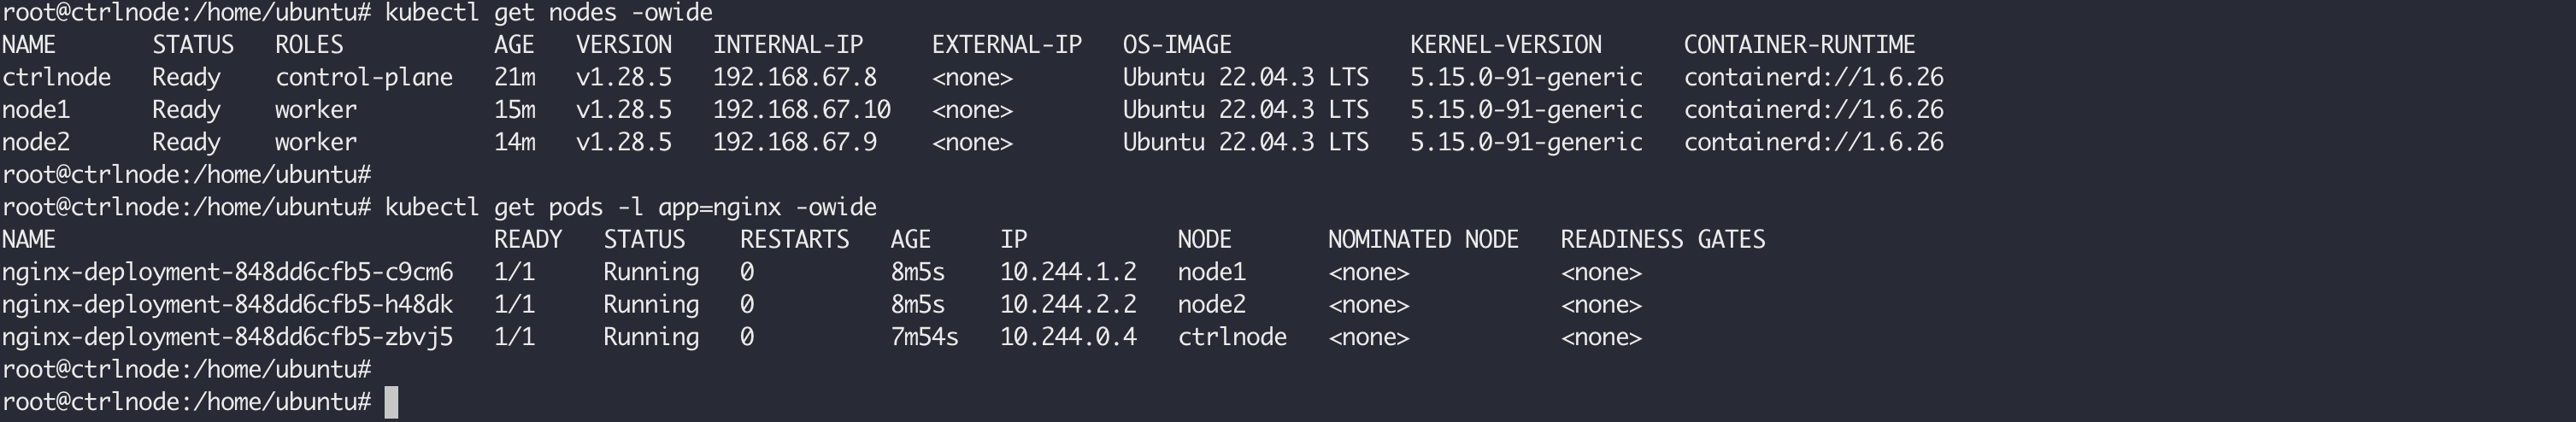 root@ctrlnode:/home/ubuntu# kubectl get nodes -owide
NAME STATUS ROLES AGE VERSION INTERNAL-IP EXTERNAL-IP OS-IMAGE KERNEL-VERSION CONTAINER-RUNTIME
ctrlnode Ready control-plane 21m v1.28.5 192.168.67.8 <none> Ubuntu 22.04.3 LTS 5.15.0-91-generic containerd://1.6.26
node1 Ready worker 15m v1.28.5 192.168.67.10 <none> Ubuntu 22.04.3 LTS 5.15.0-91-generic containerd://1.6.26
node2 Ready worker 14m v1.28.5 192.168.67.9 <none> Ubuntu 22.04.3 LTS 5.15.0-91-generic containerd://1.6.26
root@ctrlnode:/home/ubuntu#
root@ctrlnode:/home/ubuntu# kubectl get pods -l app=nginx -owide
NAME READY STATUS RESTARTS AGE IP NODE NOMINATED NODE READINESS GATES
nginx-deployment-848dd6cfb5-c9cm6 1/1 Running 0 8m5s 10.244.1.2 node1 <none> <none>
nginx-deployment-848dd6cfb5-h48dk 1/1 Running 0 8m5s 10.244.2.2 node2 <none> <none>
nginx-deployment-848dd6cfb5-zbvj5 1/1 Running 0 7m54s 10.244.0.4 ctrlnode <none> <none>
root@ctrlnode:/home/ubuntu#
root@ctrlnode:/home/ubuntu#